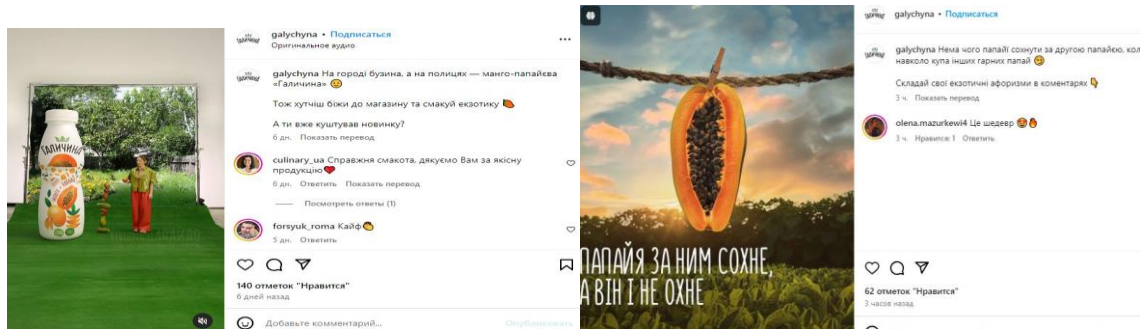 ГАЛИЧИНА
galychyna • Подписаться
Оригинальное аудио
galychyna На городі бузина, а на полицях — манго-папайєва
«Галичина»
Тож хутчіш біжи до магазину та смакуй екзотику
А ти вже куштував новинку?
6 дн. Показать перевод
culinary_ua Справжня смакота, дякуємо Вам за якісну
продукцію
6 дн. Ответить Показать перевод
Посмотреть ответы (1)
forsyuk_roma Кайф
5 дн. Ответить
140 отметок "Нравится"
6 дней назад
Добавьте комментарий...
Опубликовать
ПАПАЙЯ ЗА НИМ СОХНЕ,
А ВІН І НЕ ОХНЕ
galychyna • Подписаться
galychyna Нема чого папайї сохнути за другою папайєю, кол
навколо купа інших гарних папай
Складай свої екзотичні афоризми в коментарях
3 ч. Показать перевод
olena.mazurkewi4 Це шедевр
3 ч. Нравится: 1 Ответить
62 отметок "Нравится"
3 часов назад